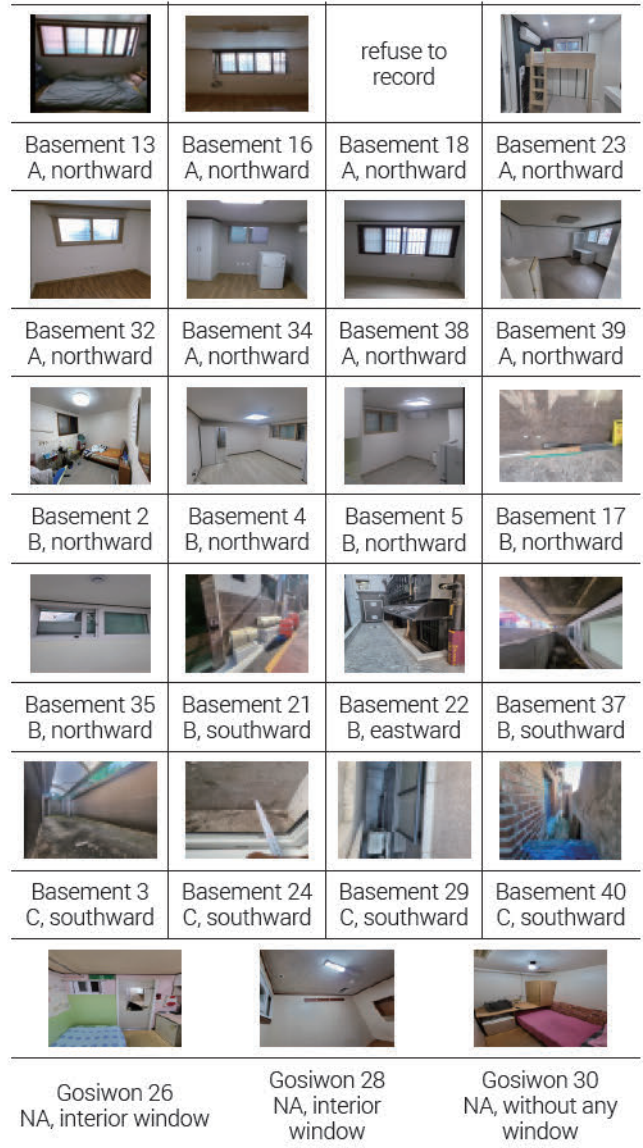 refuse to
record
Basement 13
A, northward
Basement 16
A, northward
Basement 18
A, northward
Basement 23
A, northward
Basement 32
A, northward
Basement 34
A, northward
Basement 38
A, northward
Basement 39
A, northward
Basement 2
B, northward
Basement 4
B, northward
Basement 5
B, northward
Basement 17
B, northward
Basement 35
B, northward
Basement 21
B, southward
Basement 22
B, eastward
Basement 37
B, southward
Basement 3
C, southward
Basement 24
C, southward
Basement 29
C, southward
Basement 40
C, southward
Gosiwon 26
NA, interior window
Gosiwon 28
NA, interior
window
Gosiwon 30
NA, without any
window